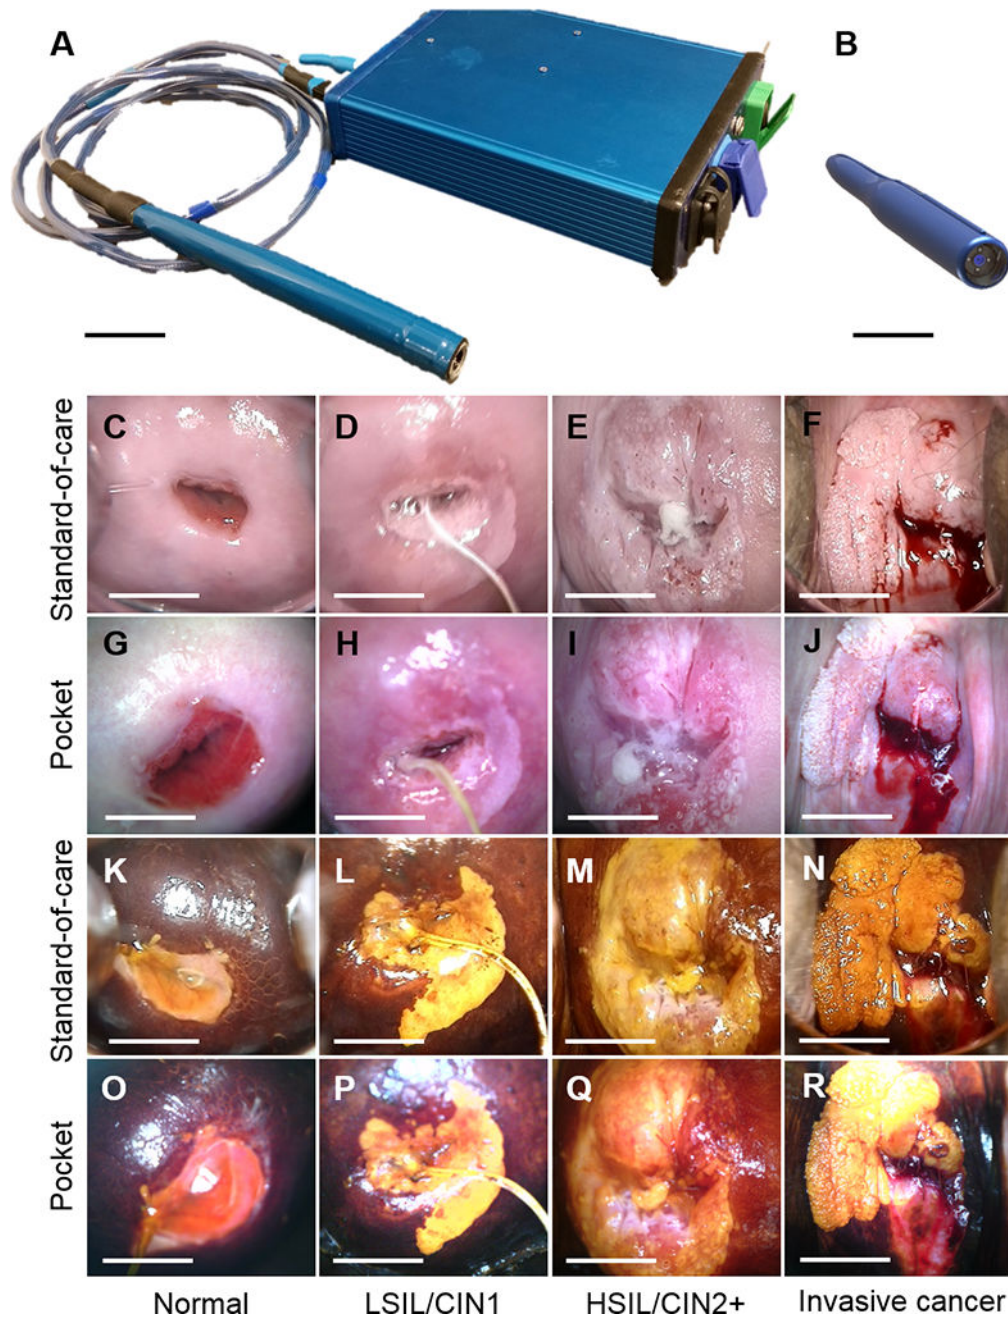 A
B
Standard-of-care
C
D
E
F
Pocket
G
H
I
J
Standard-of-care
K
L
M
N
Pocket
O
P
Q
R
Normal
LSIL/CIN1
HSIL/CIN2+
Invasive cancer